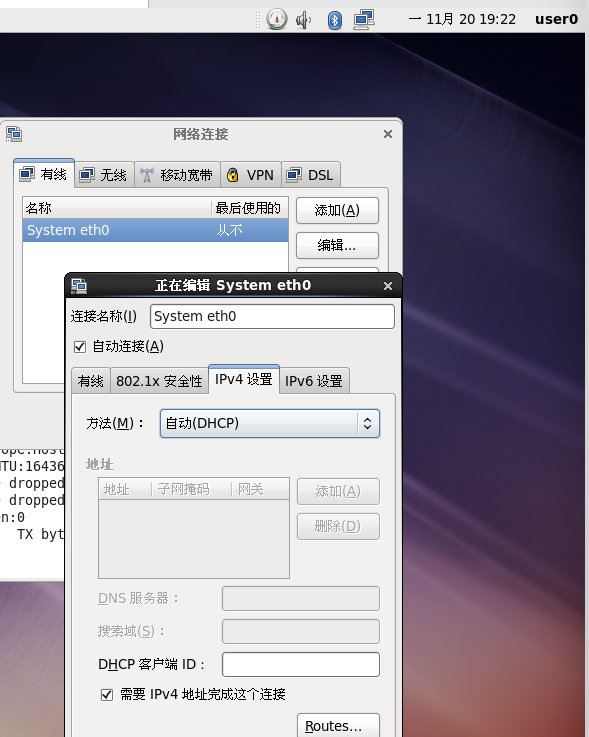 一 11月 20 19:22 user0
网络连接
有线 无线 移动宽带 VPN DSL
名称 最后使用的
添加(A)
System eth0 从不
编辑...
正在编辑 System eth0
连接名称(I) System eth0
自动连接(A)
有线 802.1x 安全性 IPv4 设置 IPv6 设置
方法(M)： 自动(DHCP)
地址
地址 子网掩码 网关
添加(A)
删除(D)
DNS 服务器：
搜索域(S)：
DHCP 客户端 ID：
需要 IPv4 地址完成这个连接
Routes...
MTU:16436
dropped
dropped
n:0
TX byt